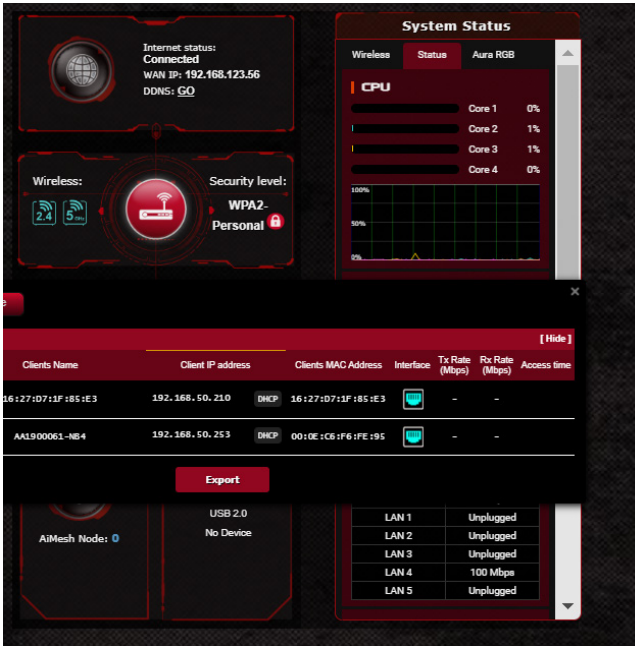 System Status
Internet status:
Connected
WAN IP: 192.168.123.56
DDNS: GO
Wireless Status Aura RGB
CPU
Core 1 0%
Core 2 1%
Core 3 1%
Core 4 0%
100%
50%
0%
Wireless:
2.4 5
Security level:
WPA2-
Personal
e
[ Hide ]
Clients Name Client IP address Clients MAC Address Interface Tx Rate (Mbps) Rx Rate (Mbps) Access time
16:27:D7:1F:85:E3 192.168.50.210 DHCP 16:27:D7:1F:85:E3 - -
AA1900061-NB4 192.168.50.253 DHCP 00:0E:C6:F6:FE:95 - -
Export
AiMesh Node: 0
USB 2.0
No Device
LAN 1 Unplugged
LAN 2 Unplugged
LAN 3 Unplugged
LAN 4 100 Mbps
LAN 5 Unplugged